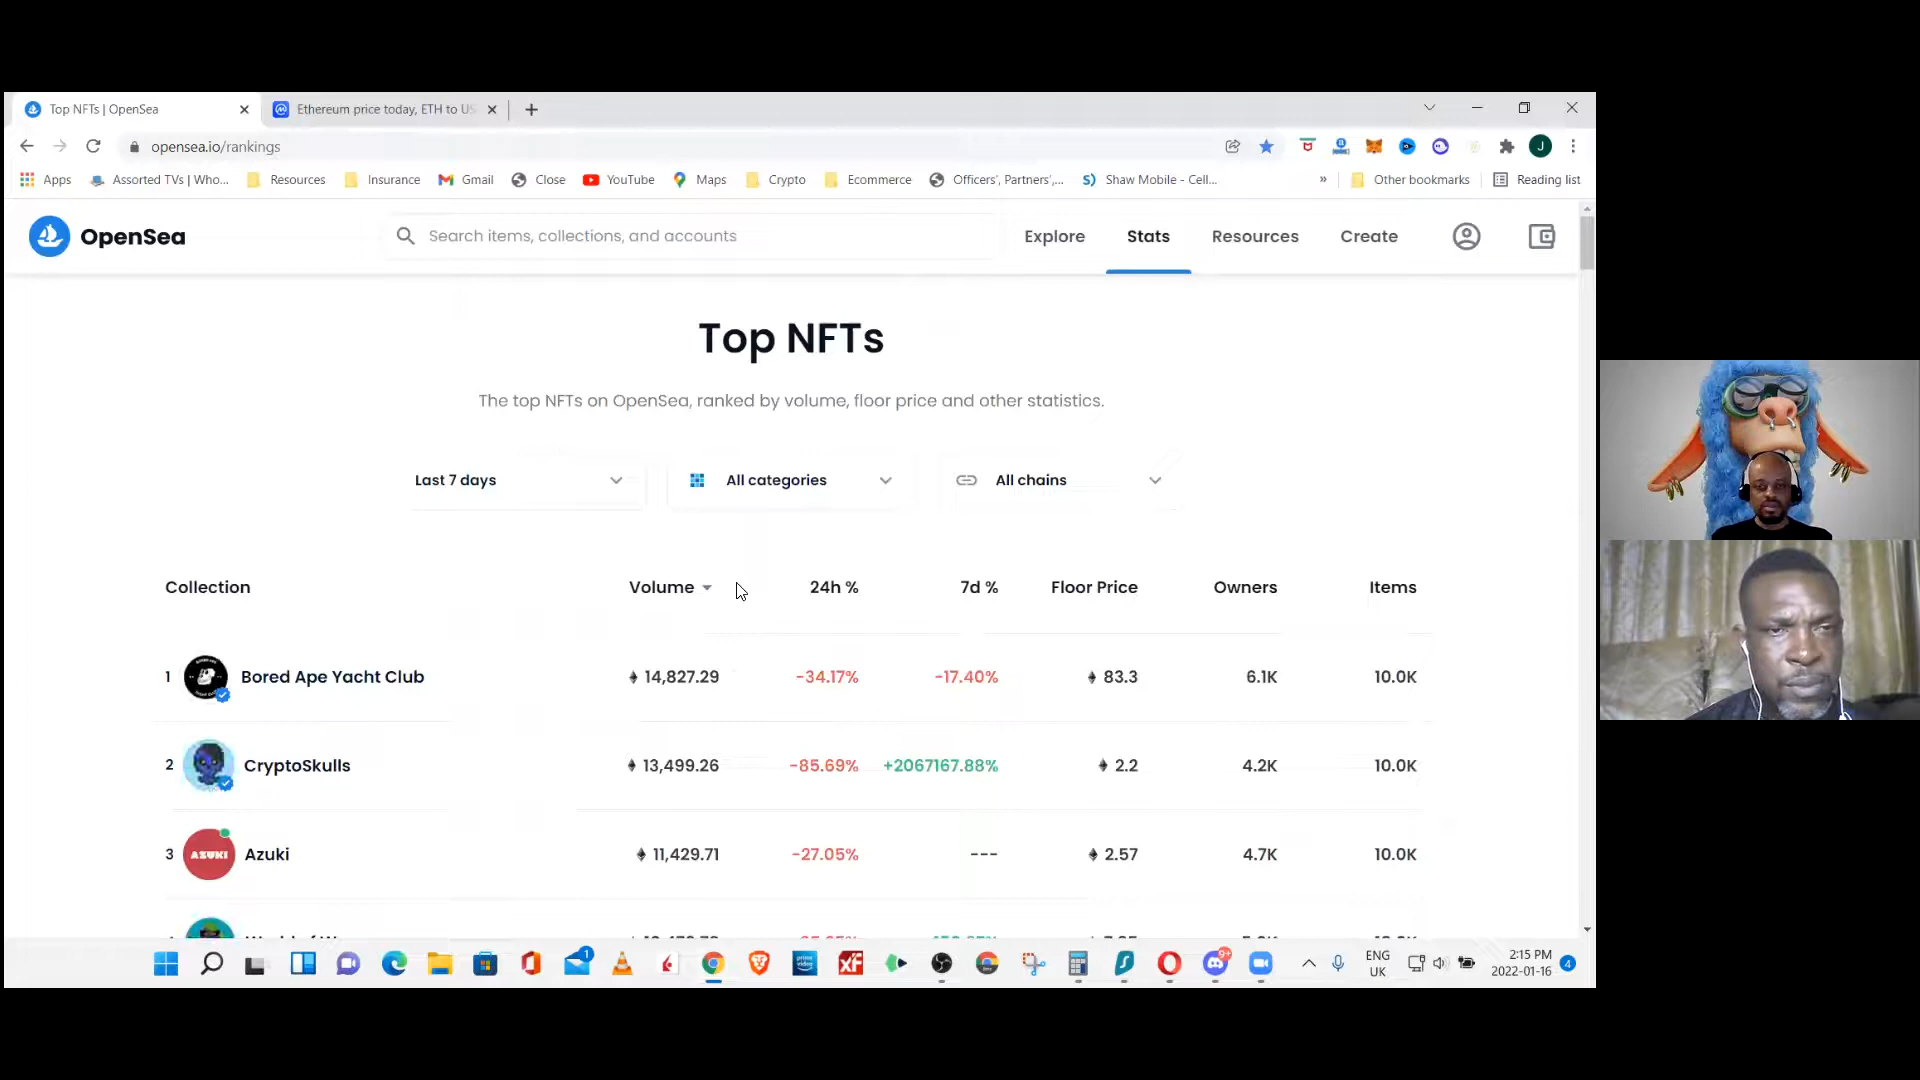 Top NFTs | OpenSea
Ethereum price today, ETH to US
opensea.io/rankings
J
Apps Assorted TVs | Who... Resources Insurance Gmail Close YouTube Maps Crypto Ecommerce Officers', Partners',... Shaw Mobile - Cell... » Other bookmarks Reading list
OpenSea
Search items, collections, and accounts
Explore Stats Resources Create
Top NFTs
The top NFTs on OpenSea, ranked by volume, floor price and other statistics.
Last 7 days All categories All chains
Collection Volume 24h % 7d % Floor Price Owners Items
1 Bored Ape Yacht Club 14,827.29 -34.17% -17.40% 83.3 6.1K 10.0K
2 CryptoSkulls 13,499.26 -85.69% +2067167.88% 2.2 4.2K 10.0K
3 AZUKI Azuki 11,429.71 -27.05% --- 2.57 4.7K 10.0K
1
prime video
XF
9+
ENG
UK
2:15 PM
2022-01-16
4